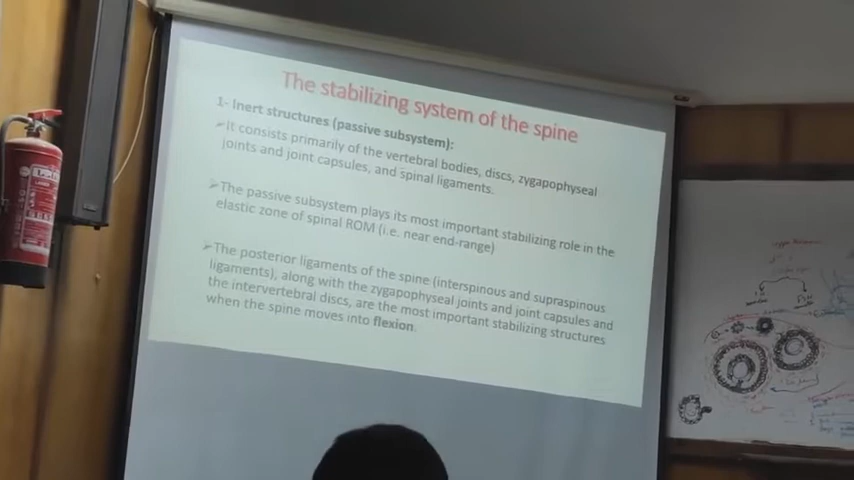 The stabilizing system of The spine
1- Inert structures (passive subsystem):
➢It consists primarily of the vertebral bodies, discs, zygapophyseal
joints and joint capsules, and spinal ligaments.
➢The passive subsystem plays its most important stabilizing role in the
elastic zone of spinal ROM (i.e. near end-range)
➢The posterior ligaments of the spine (interspinous and supraspinous
ligaments), along with the zygapophyseal joints and joint capsules and
the intervertebral discs, are the most important stabilizing structures
when the spine moves into flexion.